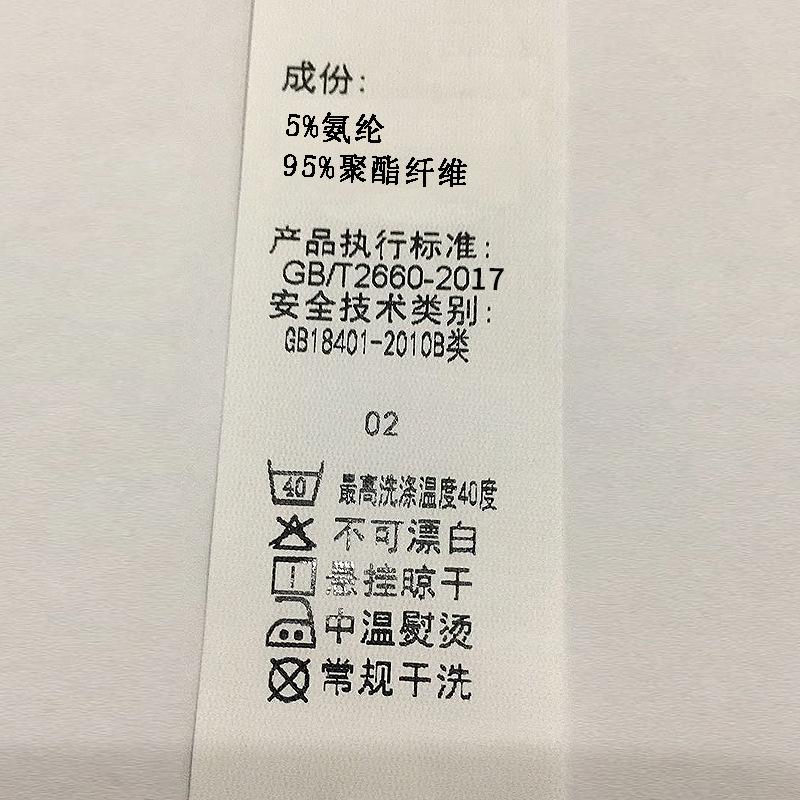 成份:
5%氨纶
95%聚酯纤维
产品执行标准:
GB/T2660-2017
安全技术类别:
GB18401-2010B类
02
40 最高洗涤温度40度
不可漂白
悬挂晾干
中温熨烫
常规干洗